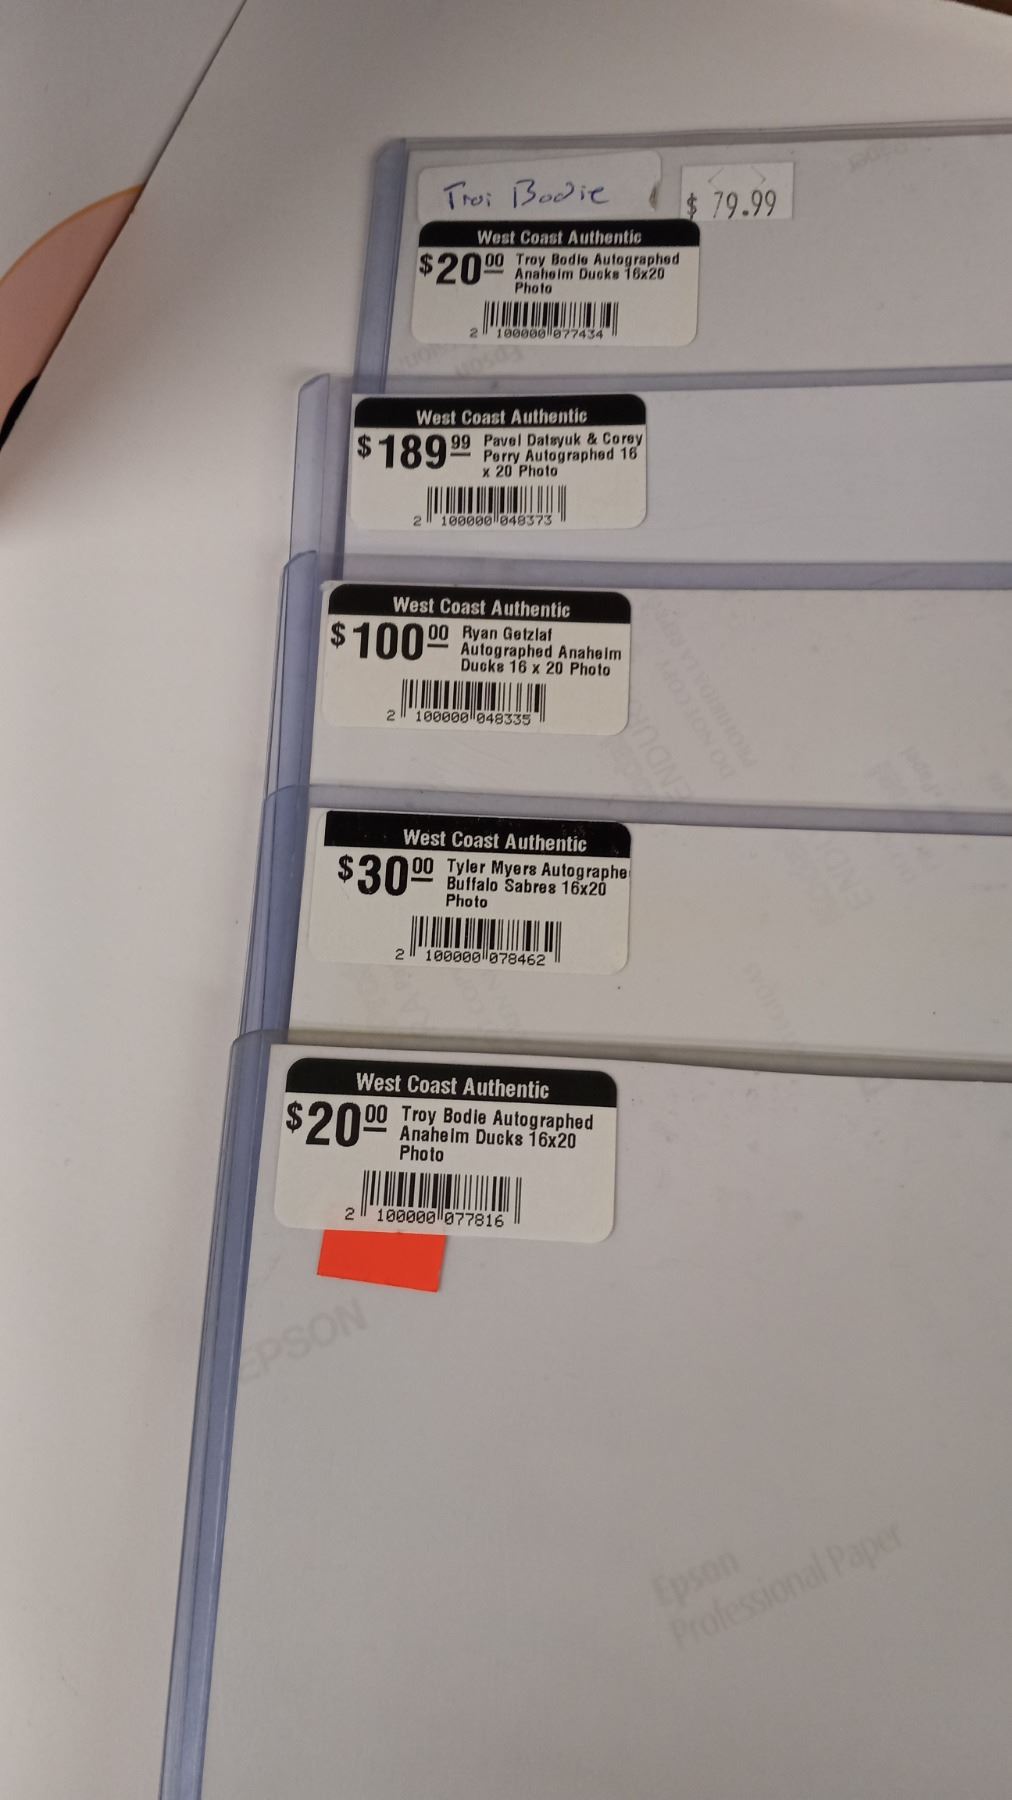 Troi Bodie
$ 79.99
West Coast Authentic
$20 00 Troy Bodie Autographed
Anaheim Ducks 16x20
Photo
2 100000 077434
West Coast Authentic
$189 99 Pavel Datsyuk & Corey
Perry Autographed 16
x 20 Photo
2 100000 048373
West Coast Authentic
$100 00 Ryan Getzlaf
Autographed Anaheim
Ducks 16 x 20 Photo
2 100000 048335
West Coast Authentic
$30 00 Tyler Myers Autographe
Buffalo Sabres 16x20
Photo
2 100000 078462
West Coast Authentic
$20 00 Troy Bodie Autographed
Anaheim Ducks 16x20
Photo
2 100000 077816
EPSON
Epson
Professional Paper